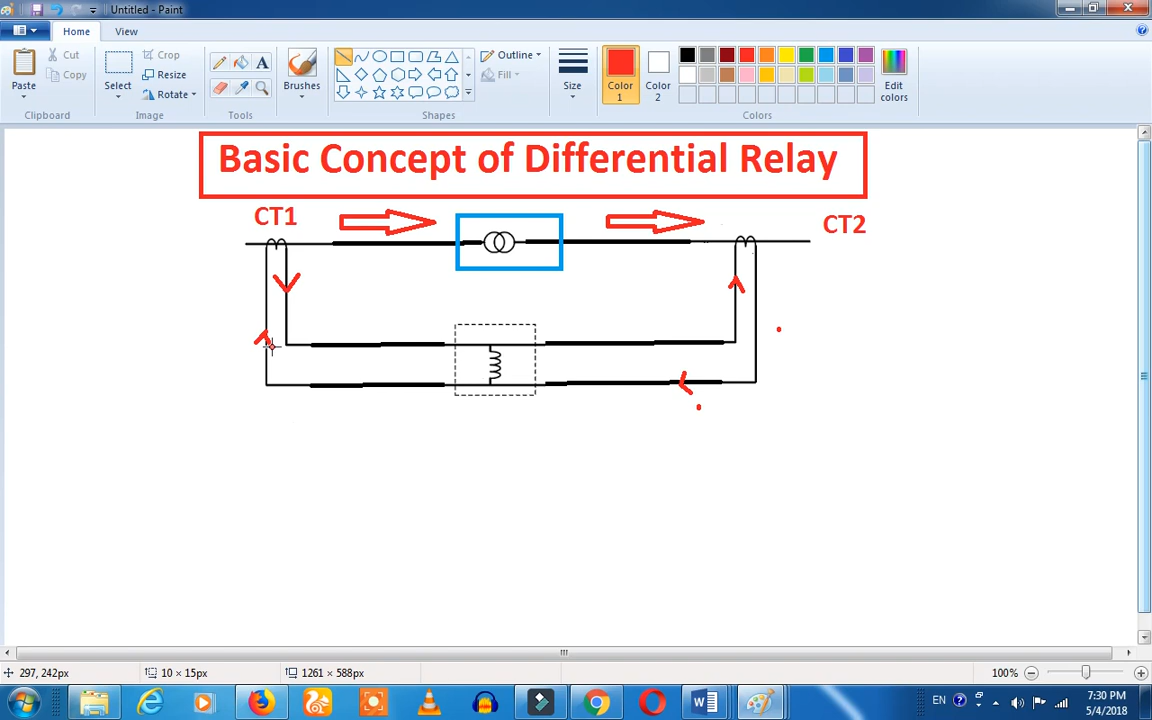 Untitled - Paint
Home
View
Paste
Cut
Copy
Clipboard
Select
Crop
Resize
Rotate
Image
A
Tools
Brushes
Outline
Fill
Shapes
Size
Color 1
Color 2
Edit colors
Colors
Basic Concept of Differential Relay
CT1
CT2
297, 242px
10 × 15px
1261 × 588px
100%
EN
7:30 PM
5/4/2018